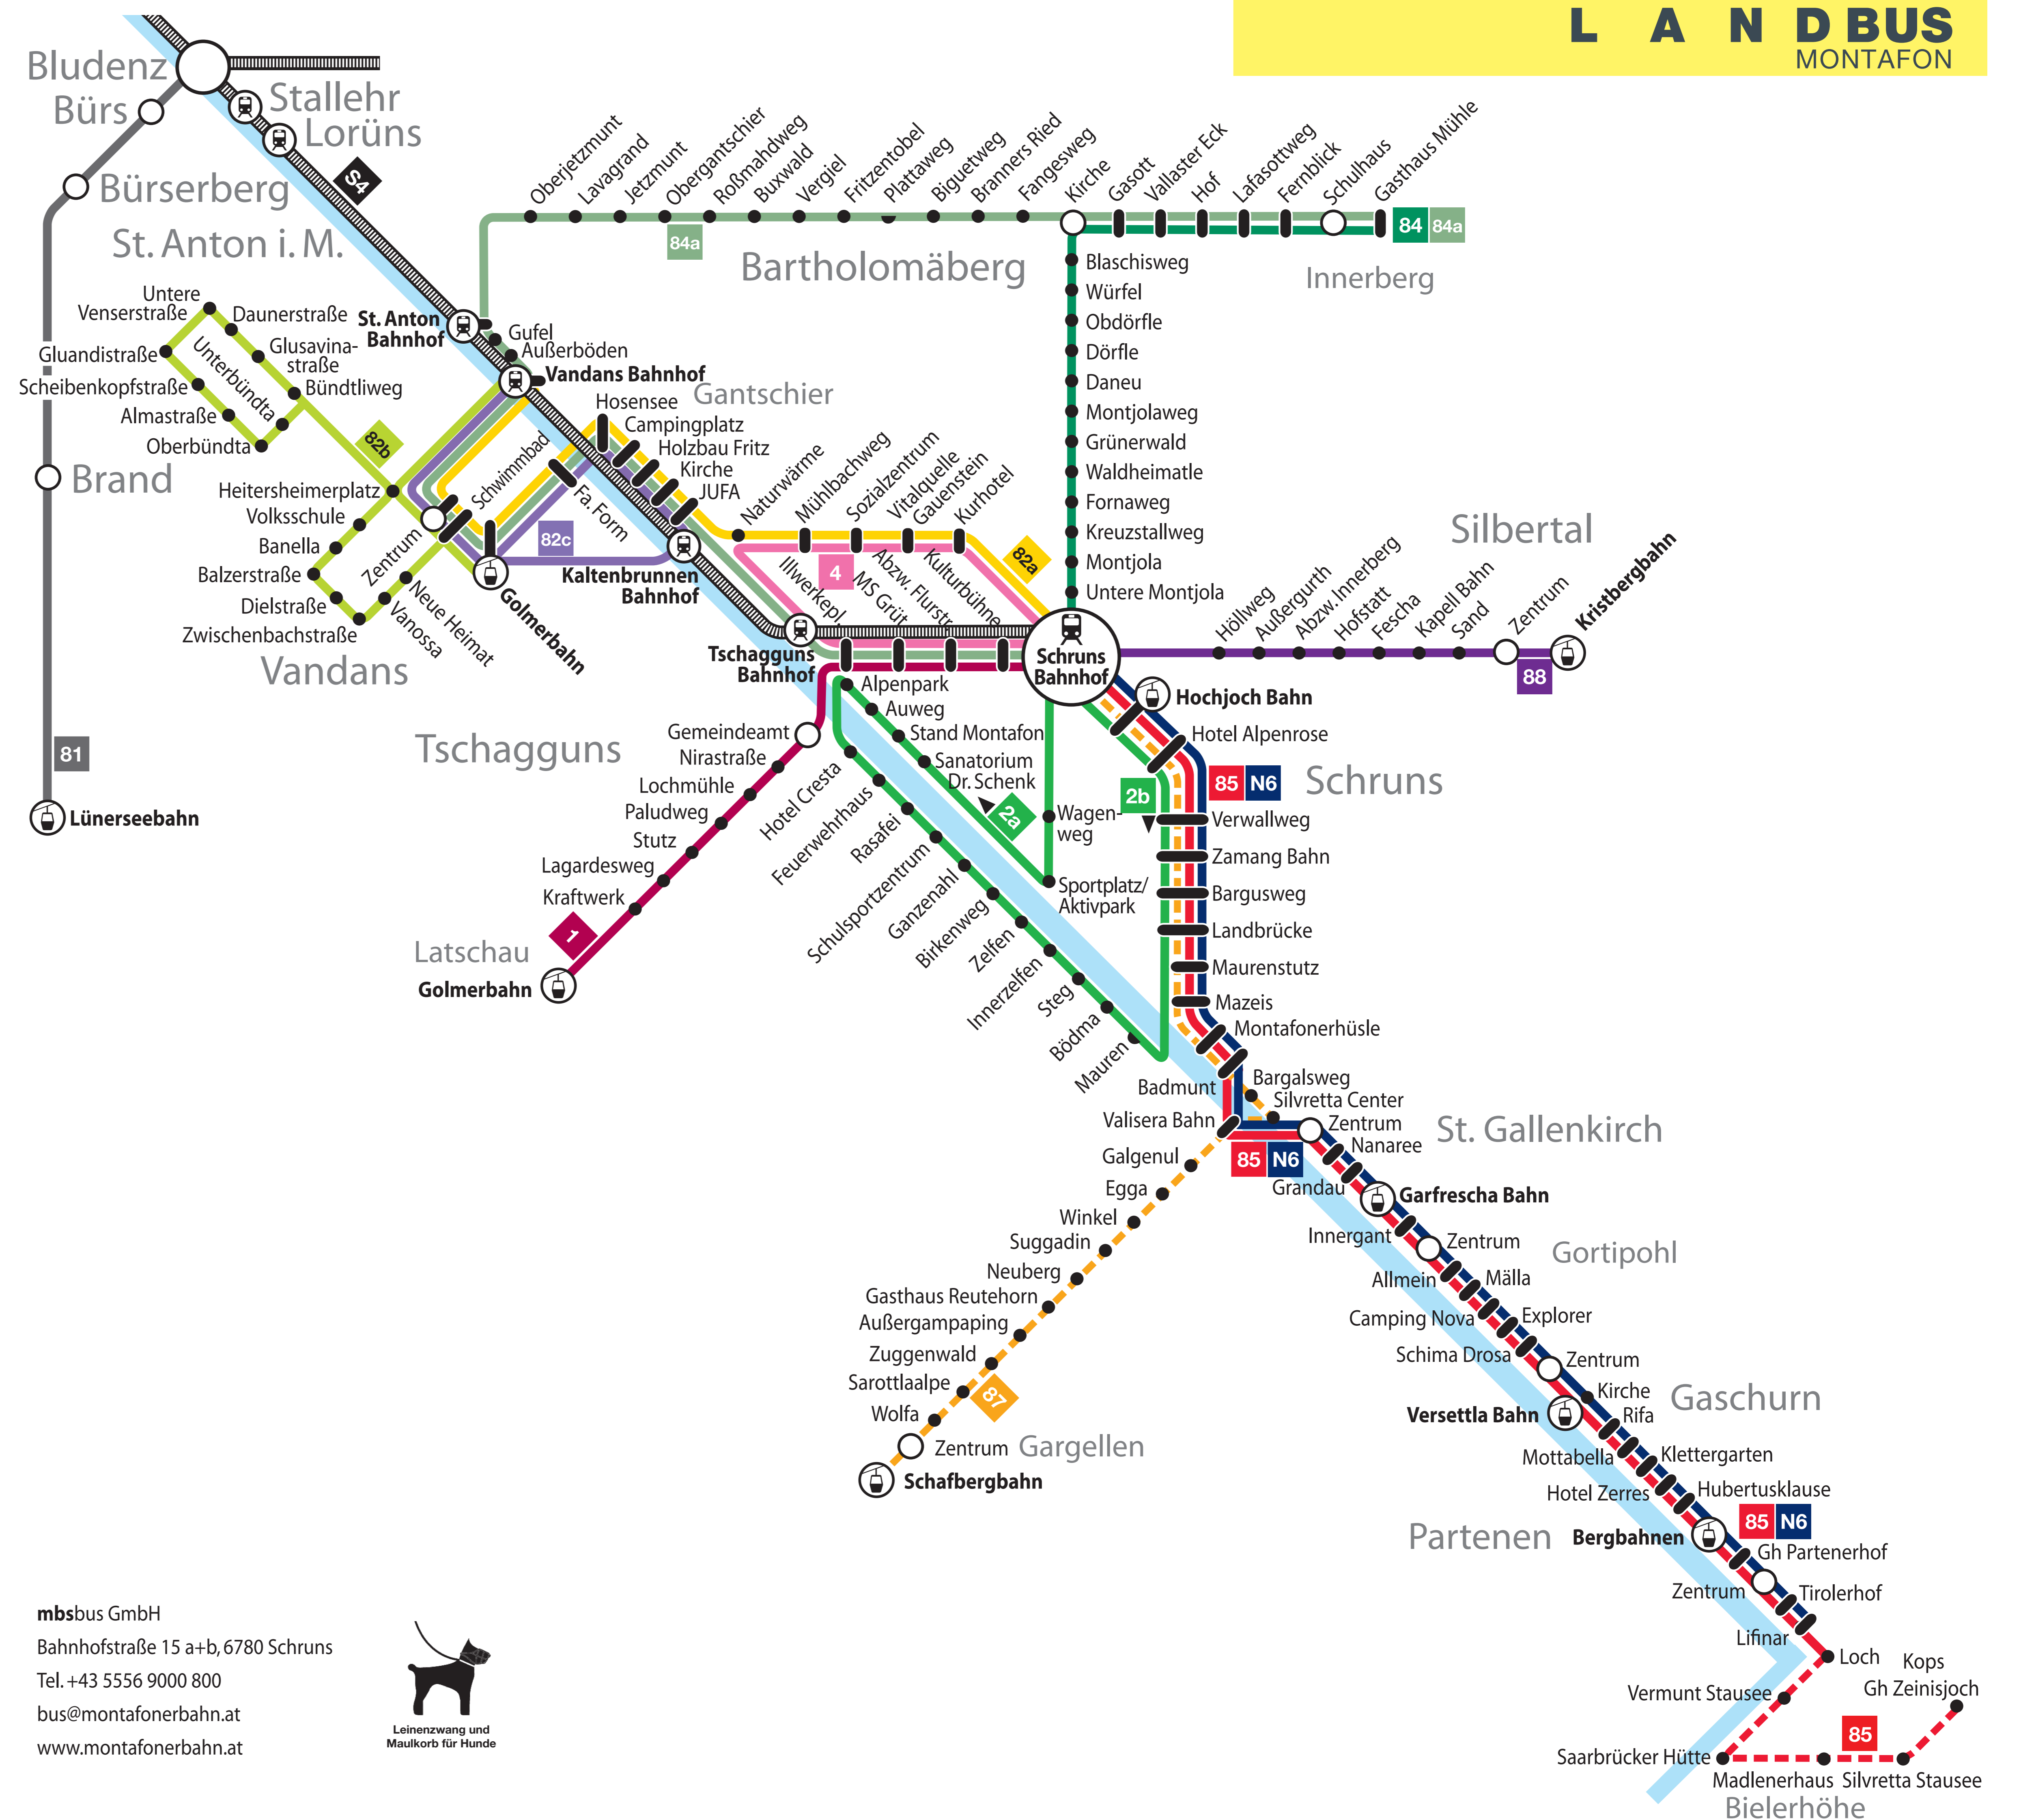 LANDBUS
MONTAFON
Bludenz
Bürs
Stallehr
Lorüns
S4
Bürserberg
St. Anton i. M.
Brand
81
Lünerseebahn
Oberjetzmunt
Lavagrand
Jetzmunt
Obergantschier
Roßmahdweg
Buxwald
Vergiel
Fritzentobel
Plattaweg
Biguetweg
Branners Ried
Fangesweg
Kirche
Gasott
Vallaster Eck
Hof
Lafasottweg
Fernblick
Schulhaus
Gasthaus Mühle
84
84a
84a
Bartholomäberg
Innerberg
Blaschisweg
Würfel
Obdörfle
Dörfle
Daneu
Montjolaweg
Grünerwald
Waldheimatle
Fornaweg
Kreuzstallweg
Montjola
Untere Montjola
Untere
Venserstraße
Daunerstraße
Glusavina-
straße
Bündtliweg
Gluandistraße
Scheibenkopfstraße
Almastraße
Oberbündta
Unterbündta
82b
St. Anton
Bahnhof
Gufel
Außerböden
Vandans Bahnhof
Gantschier
Hosensee
Campingplatz
Holzbau Fritz
Kirche
JUFA
Heitersheimerplatz
Volksschule
Banella
Balzerstraße
Dielstraße
Zwischenbachstraße
Vanossa
Neue Heimat
Zentrum
Schwimmbad
Fa. Form
82c
Golmerbahn
Vandans
Kaltenbrunnen
Bahnhof
Naturwärme
Mühlbachweg
Sozialzentrum
Vitalquelle
Gauenstein
Kurhotel
82a
4
Illwerkepl.
MS Grüt
Abzw. Flurstr.
Kulturbühne
Tschagguns
Bahnhof
Schruns
Bahnhof
Silbertal
Höllweg
Außergurth
Abzw. Innerberg
Hofstatt
Fescha
Kapell Bahn
Sand
Zentrum
Kristbergbahn
88
Tschagguns
Gemeindeamt
Nirastraße
Lochmühle
Paludweg
Stutz
Lagardesweg
Kraftwerk
1
Latschau
Golmerbahn
Alpenpark
Auweg
Stand Montafon
Sanatorium
Dr. Schenk
2a
Wagen-
weg
Sportplatz/
Aktivpark
Hotel Cresta
Feuerwehrhaus
Rasafei
Schulsportzentrum
Ganzenahl
Birkenweg
Zelfen
Innerzelfen
Steg
Bödma
Mauren
Hochjoch Bahn
Hotel Alpenrose
2b
85
N6
Schruns
Verwallweg
Zamang Bahn
Bargusweg
Landbrücke
Maurenstutz
Mazeis
Montafonerhüsle
Badmunt
Bargalsweg
Silvretta Center
Valisera Bahn
Zentrum
St. Gallenkirch
Nanaree
85
N6
Grandau
Garfrescha Bahn
Galgenul
Egga
Winkel
Suggadin
Neuberg
Gasthaus Reutehorn
Außergampaping
Zuggenwald
Sarottlaalpe
87
Wolfa
Zentrum
Gargellen
Schafbergbahn
Innergant
Zentrum
Gortipohl
Allmein
Mälla
Camping Nova
Explorer
Schima Drosa
Zentrum
Kirche
Gaschurn
Versettla Bahn
Rifa
Mottabella
Klettergarten
Hotel Zerres
Hubertusklause
85
N6
Partenen
Bergbahnen
Gh Partenerhof
Zentrum
Tirolerhof
Lifinar
Loch
Kops
Gh Zeinisjoch
Vermunt Stausee
85
Saarbrücker Hütte
Madlenerhaus
Silvretta Stausee
Bielerhöhe
mbsbus GmbH
Bahnhofstraße 15 a+b, 6780 Schruns
Tel. +43 5556 9000 800
bus@montafonerbahn.at
www.montafonerbahn.at
Leinenzwang und
Maulkorb für Hunde